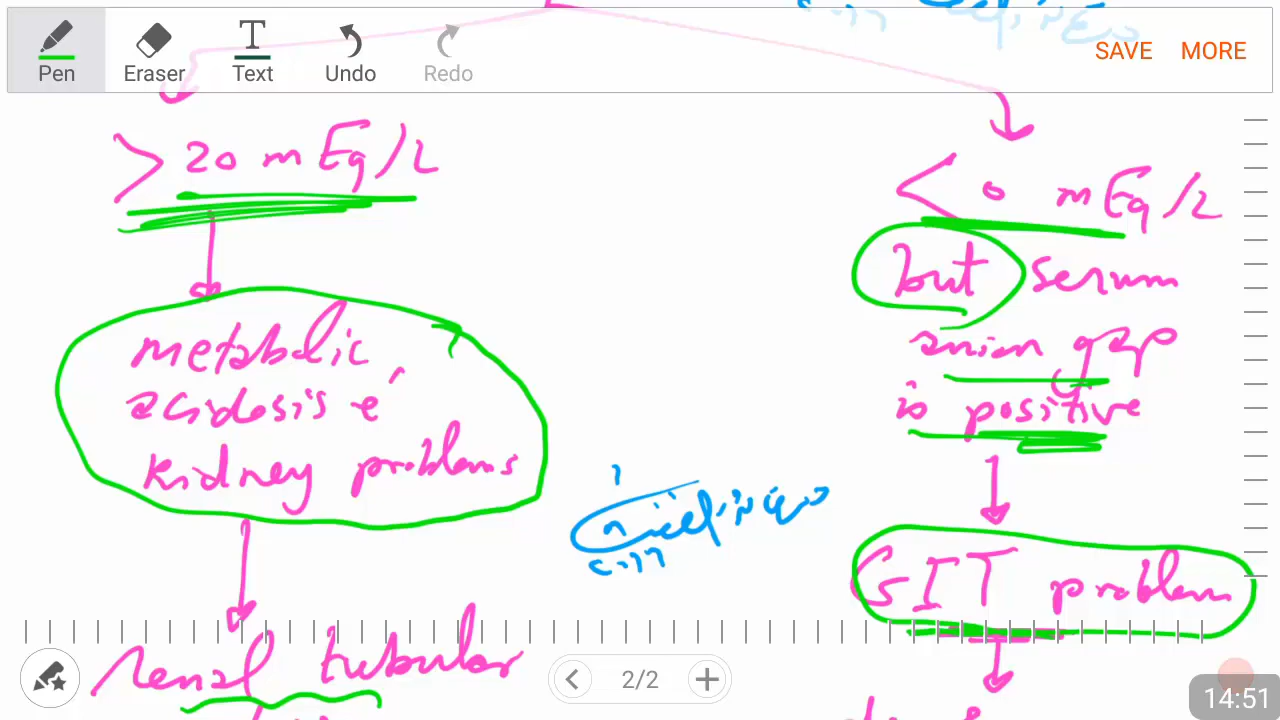 Pen
Eraser
Text
Undo
Redo
SAVE
MORE
> 20 mEq/L
metabolic
acidosis c̄
kidney problems
renal tubular
< 0 mEq/L
but serum
anion gap
is positive
GIT problem
2/2
14:51